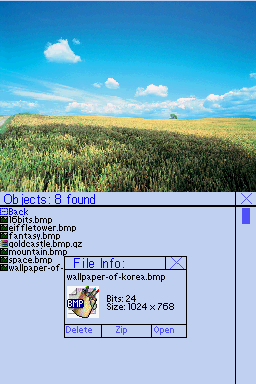 Objects: 8 found
Back
16bits.bmp
eiffeltower.bmp
fantasy.bmp
goldcastle.bmp.gz
mountain.bmp
space.bmp
wallpaper-of-
File Info:
wallpaper-of-korea.bmp
BMP
Bits: 24
Size: 1024 x 768
Delete
Zip
Open